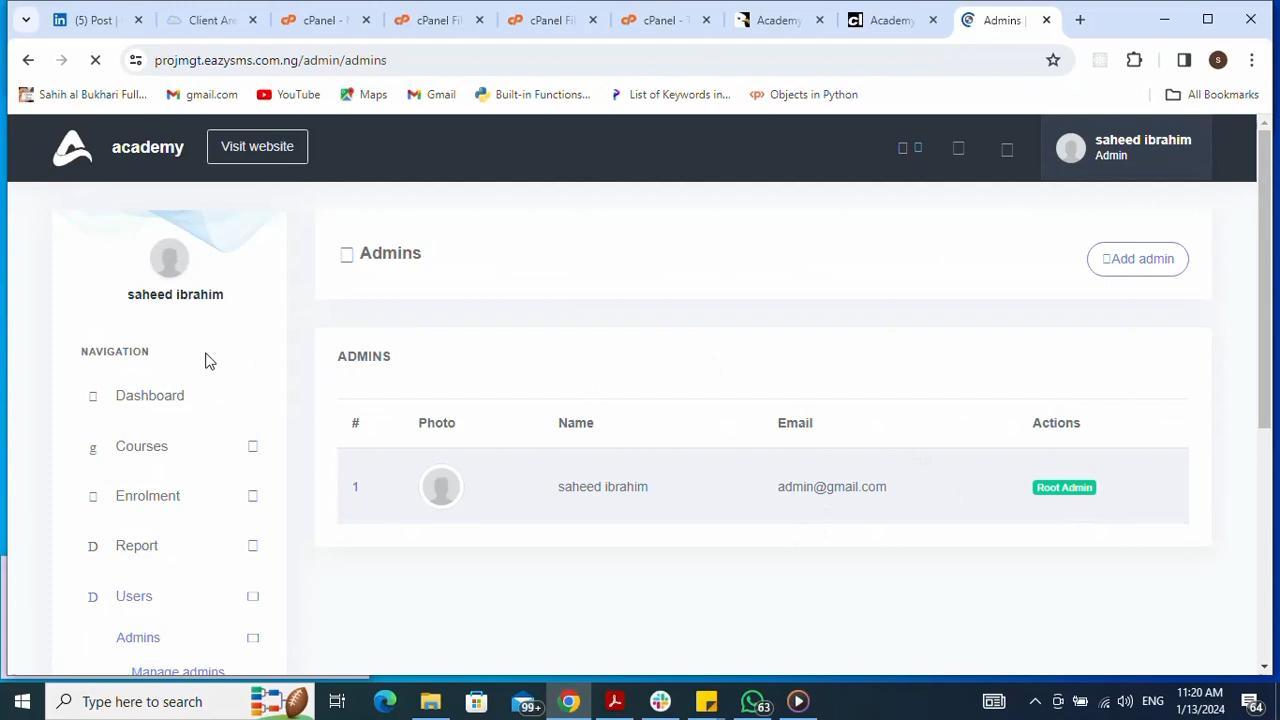 (5) Post |
Client Are
cPanel - M
cPanel Fil
cPanel Fil
cPanel - T
Academy
Academy
Admins |
projmgt.eazysms.com.ng/admin/admins
Sahih al Bukhari Full...
gmail.com
YouTube
Maps
Gmail
Built-in Functions...
List of Keywords in...
Objects in Python
All Bookmarks
academy
Visit website
saheed ibrahim
Admin
saheed ibrahim
NAVIGATION
Dashboard
g Courses
Enrolment
D Report
D Users
Admins
Manage admins
Admins
Add admin
ADMINS
# Photo Name Email Actions
1 saheed ibrahim admin@gmail.com Root Admin
Type here to search
99+
63
ENG
11:20 AM
1/13/2024
64